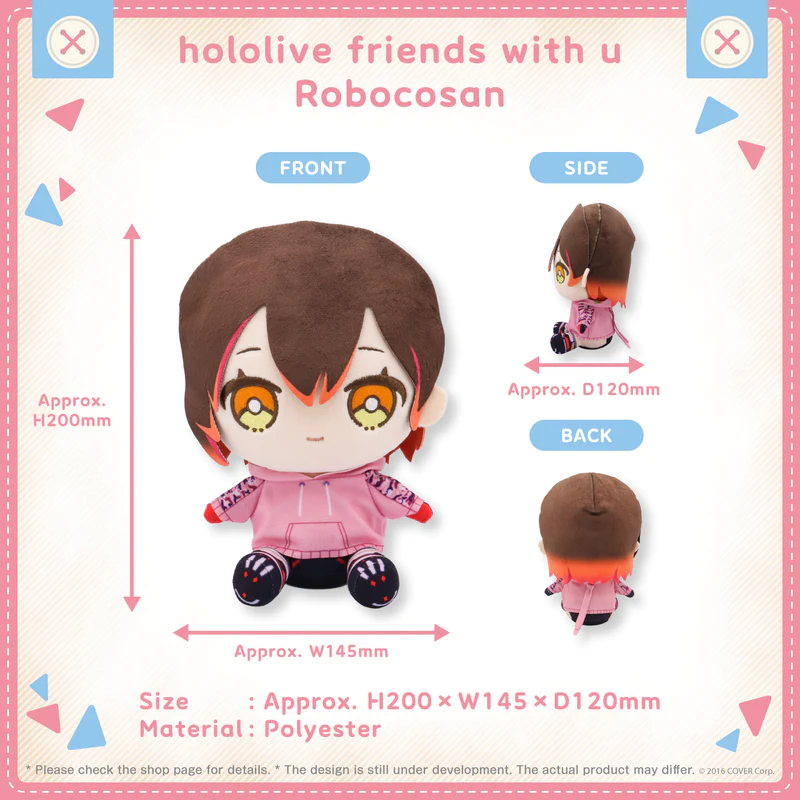 hololive friends with u
Robocosan
FRONT
SIDE
Approx.
H200mm
Approx. D120mm
BACK
Approx. W145mm
Size : Approx. H200 × W145 × D120mm
Material : Polyester
* Please check the shop page for details. * The design is still under development. The actual product may differ. © 2016 COVER Corp.